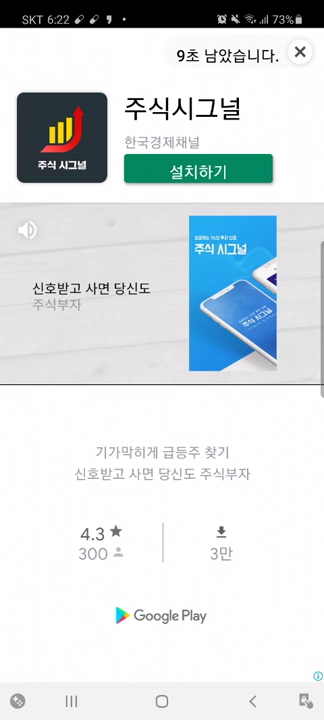 SKT 6:22
73%
9초 남았습니다.
주식시그널
한국경제채널
주식 시그널
설치하기
주식 시그널
신호받고 사면 당신도
주식부자
기가막히게 급등주 찾기
신호받고 사면 당신도 주식부자
4.3
300
3만
Google Play